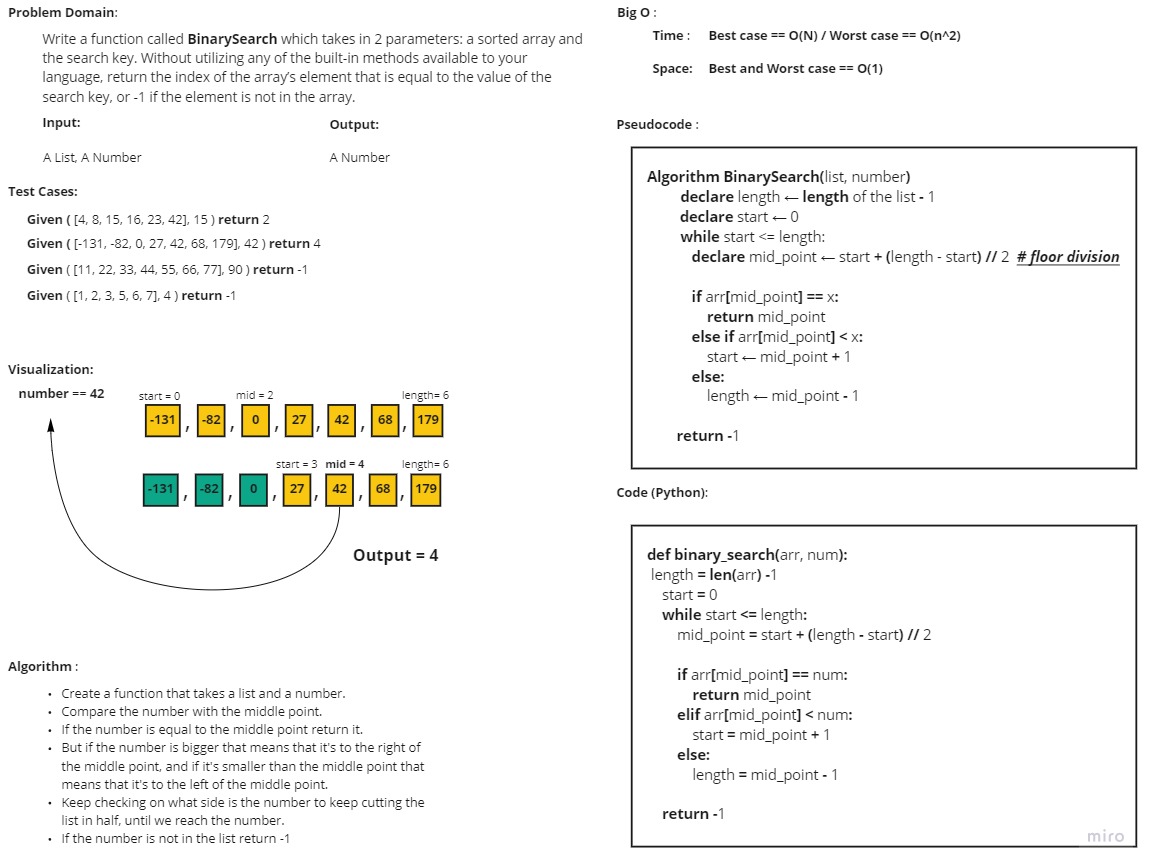 Problem Domain:
Write a function called BinarySearch which takes in 2 parameters: a sorted array and
the search key. Without utilizing any of the built-in methods available to your
language, return the index of the array's element that is equal to the value of the
search key, or -1 if the element is not in the array.
Input:
Output:
A List, A Number
A Number
Test Cases:
Given ( [4, 8, 15, 16, 23, 42], 15 ) return 2
Given ( [-131, -82, 0, 27, 42, 68, 179], 42 ) return 4
Given ( [11, 22, 33, 44, 55, 66, 77], 90 ) return -1
Given ( [1, 2, 3, 5, 6, 7], 4 ) return -1
Visualization:
number == 42
start = 0 mid = 2 length= 6
-131 , -82 , 0 , 27 , 42 , 68 , 179
start = 3 mid = 4 length= 6
-131 , -82 , 0 , 27 , 42 , 68 , 179
Output = 4
Algorithm :
• Create a function that takes a list and a number.
• Compare the number with the middle point.
• If the number is equal to the middle point return it.
• But if the number is bigger that means that it's to the right of
the middle point, and if it's smaller than the middle point that
means that it's to the left of the middle point.
• Keep checking on what side is the number to keep cutting the
list in half, until we reach the number.
• If the number is not in the list return -1
Big O :
Time : Best case == O(N) / Worst case == O(n^2)
Space: Best and Worst case == O(1)
Pseudocode :
Algorithm BinarySearch(list, number)
declare length ← length of the list - 1
declare start ← 0
while start <= length:
declare mid_point ← start + (length - start) // 2 # floor division
if arr[mid_point] == x:
return mid_point
else if arr[mid_point] < x:
start ← mid_point + 1
else:
length ← mid_point - 1
return -1
Code (Python):
def binary_search(arr, num):
length = len(arr) -1
start = 0
while start <= length:
mid_point = start + (length - start) // 2
if arr[mid_point] == num:
return mid_point
elif arr[mid_point] < num:
start = mid_point + 1
else:
length = mid_point - 1
return -1
miro